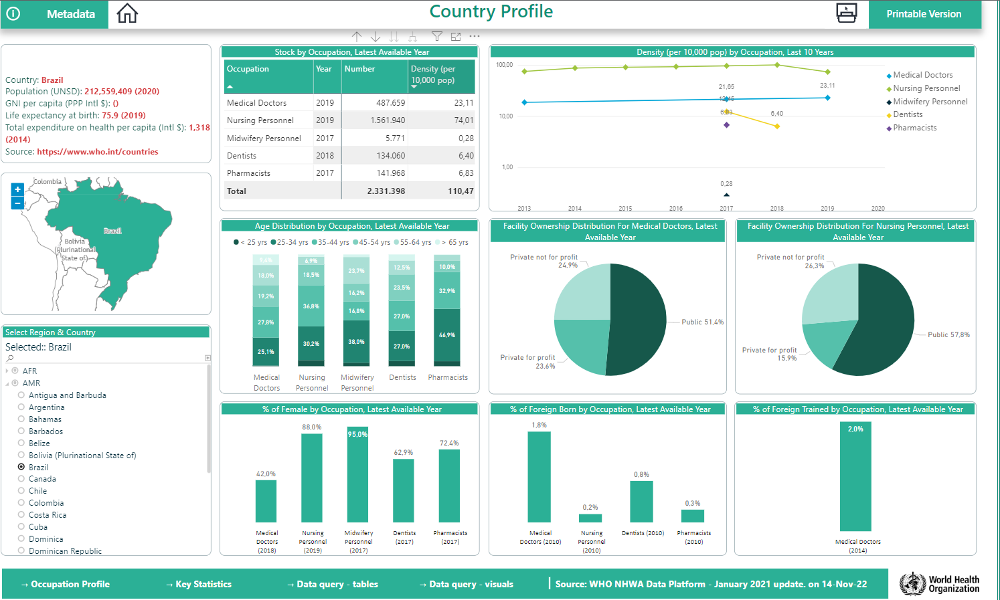 Metadata
Country Profile
Printable Version
Country: Brazil
Population (UNSD): 212,559,409 (2020)
GNI per capita (PPP Intl $): ()
Life expectancy at birth: 75.9 (2019)
Total expenditure on health per capita (Intl $): 1,318
(2014)
Source: https://www.who.int/countries
Colombia
Brazil
Bolivia
(Plurinational
State of)
+
−
Select Region & Country
Selected:: Brazil
AFR
AMR
Antigua and Barbuda
Argentina
Bahamas
Barbados
Belize
Bolivia (Plurinational State of)
Brazil
Canada
Chile
Colombia
Costa Rica
Cuba
Dominica
Dominican Republic
Stock by Occupation, Latest Available Year
Occupation Year Number Density (per
10,000 pop)
Medical Doctors 2019 487.659 23,11
Nursing Personnel 2019 1.561.940 74,01
Midwifery Personnel 2017 5.771 0,28
Dentists 2018 134.060 6,40
Pharmacists 2017 141.968 6,83
Total 2.331.398 110,47
Density (per 10,000 pop) by Occupation, Last 10 Years
100,00
10,00
1,00
21,65
23,11
6,83
6,40
0,28
2013 2014 2015 2016 2017 2018 2019 2020
Medical Doctors
Nursing Personnel
Midwifery Personnel
Dentists
Pharmacists
Age Distribution by Occupation, Latest Available Year
< 25 yrs 25-34 yrs 35-44 yrs 45-54 yrs 55-64 yrs > 65 yrs
9,4%
18,0%
19,2%
27,8%
25,1%
6,9%
18,5%
36,8%
30,2%
23,7%
16,2%
16,8%
38,0%
12,5%
23,5%
27,0%
27,0%
10,0%
32,9%
46,9%
Medical
Doctors
Nursing
Personnel
Midwifery
Personnel
Dentists
Pharmacists
Facility Ownership Distribution For Medical Doctors, Latest
Available Year
Private not for profit
24,9%
Public 51,4%
Private for profit
23,6%
Facility Ownership Distribution For Nursing Personnel, Latest
Available Year
Private not for profit
26,3%
Public 57,8%
Private for profit
15,9%
% of Female by Occupation, Latest Available Year
42,0%
88,0%
95,0%
62,9%
72,4%
Medical
Doctors
(2018)
Nursing
Personnel
(2019)
Midwifery
Personnel
(2017)
Dentists
(2017)
Pharmacists
(2017)
% of Foreign Born by Occupation, Latest Available Year
1,8%
0,2%
0,8%
0,3%
Medical
Doctors (2010)
Nursing
Personnel
(2010)
Dentists (2010)
Pharmacists
(2010)
% of Foreign Trained by Occupation, Latest Available Year
2,0%
Medical Doctors
(2014)
→ Occupation Profile
→ Key Statistics
→ Data query - tables
→ Data query - visuals
Source: WHO NHWA Data Platform - January 2021 update. on 14-Nov-22
World Health
Organization